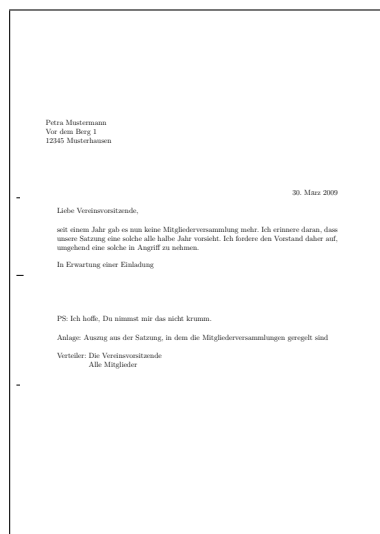 Petra Mustermann
Vor dem Berg 1
12345 Musterhausen
30. März 2009
Liebe Vereinsvorsitzende,
seit einem Jahr gab es nun keine Mitgliederversammlung mehr. Ich erinnere daran, dass
unsere Satzung eine solche alle halbe Jahr vorsieht. Ich fordere den Vorstand daher auf,
umgehend eine solche in Angriff zu nehmen.
In Erwartung einer Einladung
PS: Ich hoffe, Du nimmst mir das nicht krumm.
Anlage: Auszug aus der Satzung, in dem die Mitgliederversammlungen geregelt sind
Verteiler: Die Vereinsvorsitzende
Alle Mitglieder